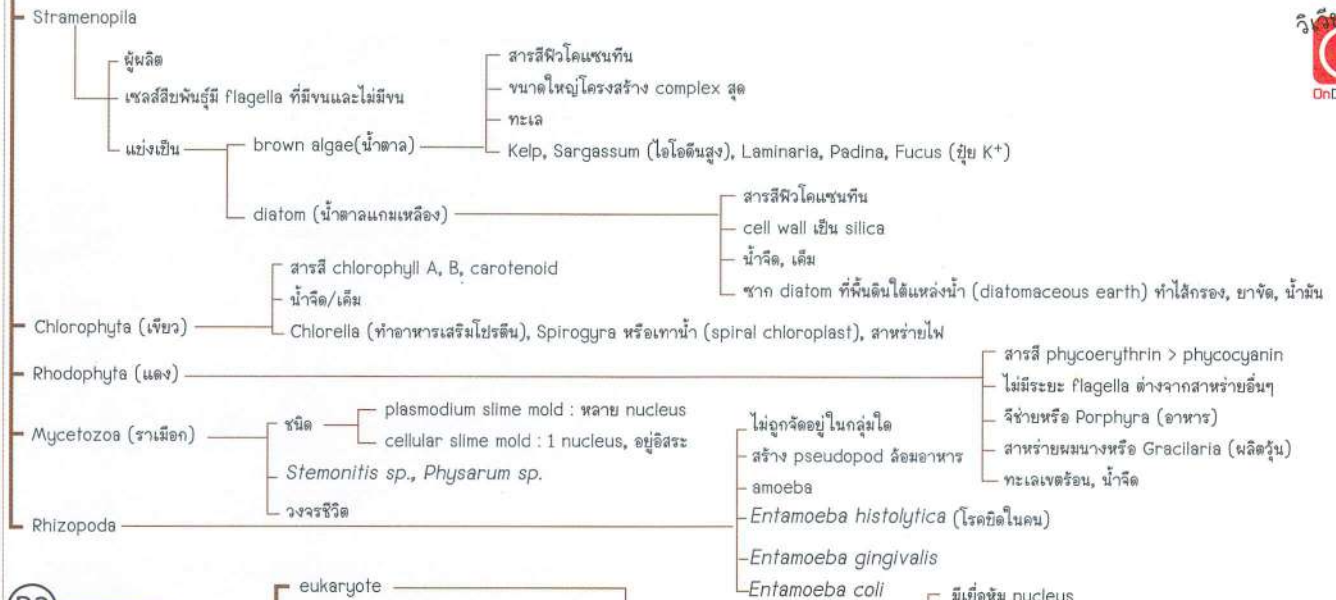 Stramenopila
ผู้ผลิต
เซลล์สืบพันธุ์มี flagella ที่มีขนและไม่มีขน
แบ่งเป็น
brown algae(น้ำตาล)
สารสีฟิวโคแซนทีน
ขนาดใหญ่โครงสร้าง complex สุด
ทะเล
Kelp, Sargassum (ไอโอดีนสูง), Laminaria, Padina, Fucus (ปุ๋ย K+)
diatom (น้ำตาลแกมเหลือง)
สารสีฟิวโคแซนทีน
cell wall เป็น silica
น้ำจืด, เค็ม
ซาก diatom ที่พื้นดินใต้แหล่งน้ำ (diatomaceous earth) ทำไส้กรอง, ยาขัด, น้ำมัน
Chlorophyta (เขียว)
สารสี chlorophyll A, B, carotenoid
น้ำจืด/เค็ม
Chlorella (ทำอาหารเสริมโปรตีน), Spirogyra หรือเทาน้ำ (spiral chloroplast), สาหร่ายไฟ
Rhodophyta (แดง)
สารสี phycoerythrin > phycocyanin
ไม่มีระยะ flagella ต่างจากสาหร่ายอื่นๆ
จีฉ่ายหรือ Porphyra (อาหาร)
สาหร่ายผมนางหรือ Gracilaria (ผลิตวุ้น)
ทะเลเขตร้อน, น้ำจืด
Mycetozoa (ราเมือก)
ชนิด
plasmodium slime mold : หลาย nucleus
cellular slime mold : 1 nucleus, อยู่อิสระ
Stemonitis sp., Physarum sp.
วงจรชีวิต
Rhizopoda
ไม่ถูกจัดอยู่ในกลุ่มใด
สร้าง pseudopod ล้อมอาหาร
amoeba
Entamoeba histolytica (โรคบิดในคน)
Entamoeba gingivalis
Entamoeba coli
eukaryote
มีเยื่อหุ้ม nucleus